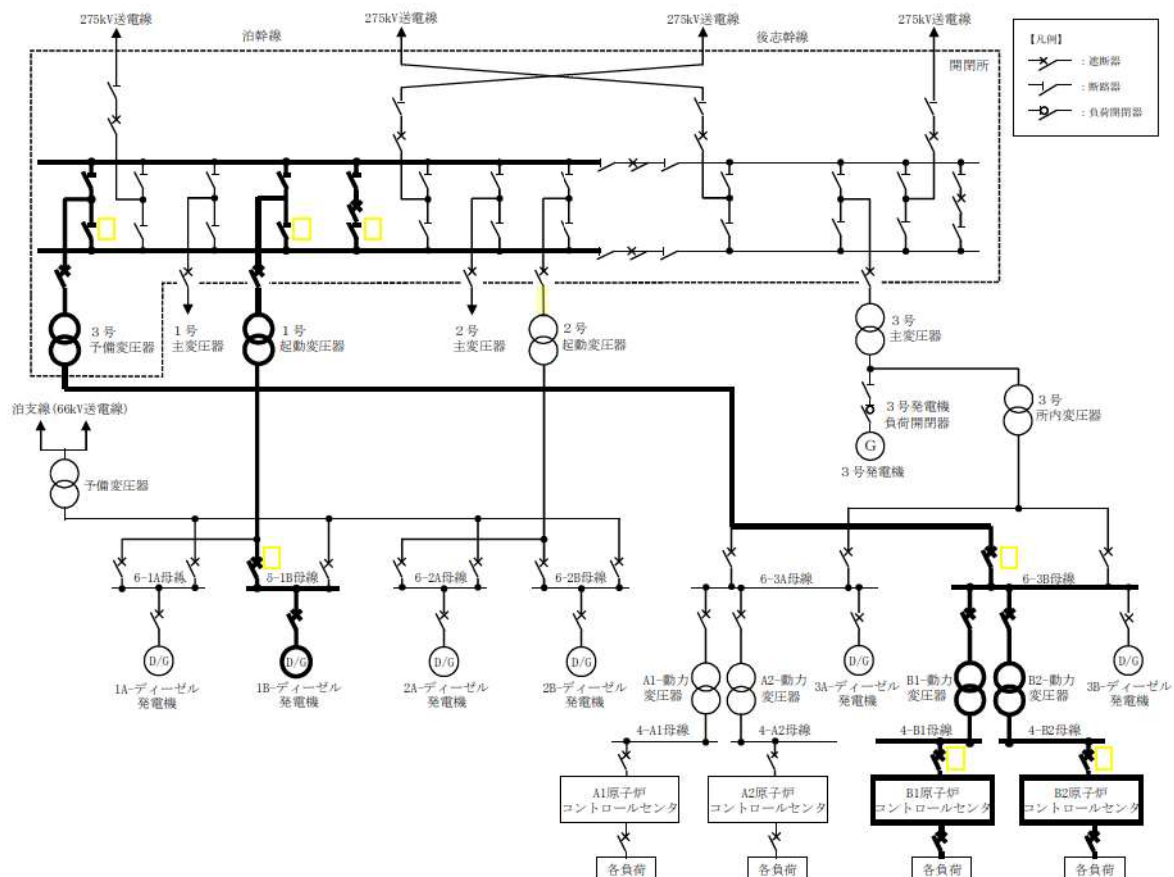 275kV送電線
275kV送電線
275kV送電線
275kV送電線
泊幹線
後志幹線
開閉所
【凡例】
：遮断器
：断路器
：負荷開閉器
3号
予備変圧器
1号
主変圧器
1号
起動変圧器
2号
主変圧器
2号
起動変圧器
3号
主変圧器
泊支線(66kV送電線)
予備変圧器
3号発電機
負荷開閉器
G
3号発電機
3号
所内変圧器
6-1A母線
6-1B母線
6-2A母線
6-2B母線
6-3A母線
6-3B母線
D/G
D/G
D/G
D/G
D/G
D/G
1A-ディーゼル
発電機
1B-ディーゼル
発電機
2A-ディーゼル
発電機
2B-ディーゼル
発電機
A1-動力
変圧器
A2-動力
変圧器
3A-ディーゼル
発電機
B1-動力
変圧器
B2-動力
変圧器
3B-ディーゼル
発電機
4-A1母線
4-A2母線
4-B1母線
4-B2母線
A1原子炉
コントロールセンタ
A2原子炉
コントロールセンタ
B1原子炉
コントロールセンタ
B2原子炉
コントロールセンタ
各負荷
各負荷
各負荷
各負荷